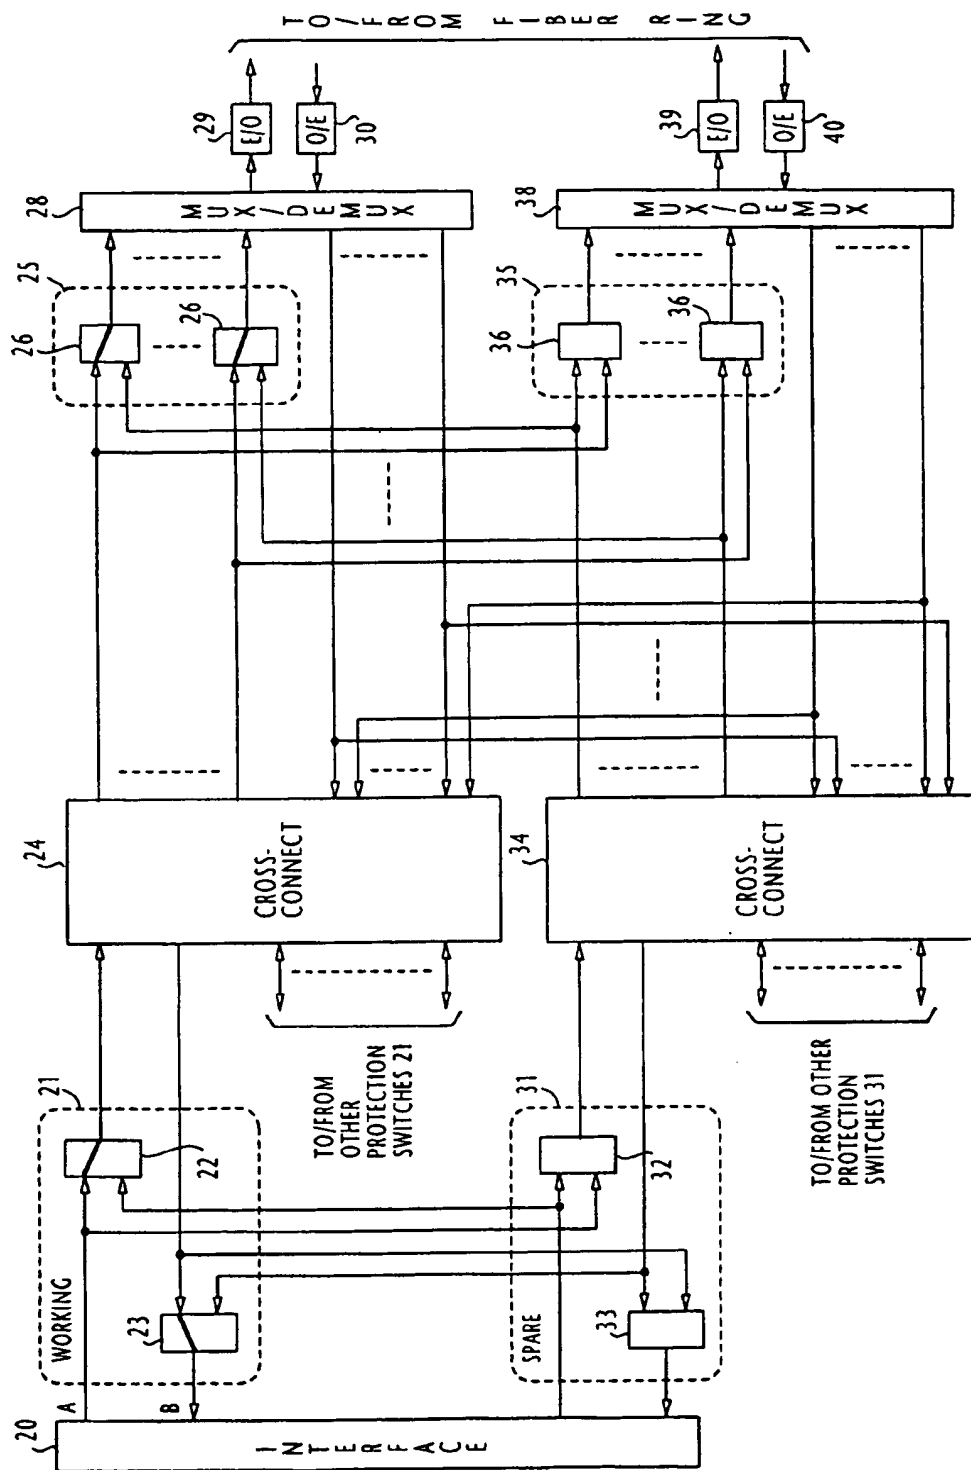 TO/FROM FIBER RING
29
E/O
30
O/E
39
E/O
40
O/E
28
MUX/DEMUX
38
MUX/DEMUX
25
26
26
35
36
36
24
CROSS-
CONNECT
34
CROSS-
CONNECT
TO/FROM
OTHER
PROTECTION
SWITCHES 21
TO/FROM OTHER
PROTECTION
SWITCHES 31
21
22
WORKING
23
31
32
SPARE
33
A
B
20
INTERFACE